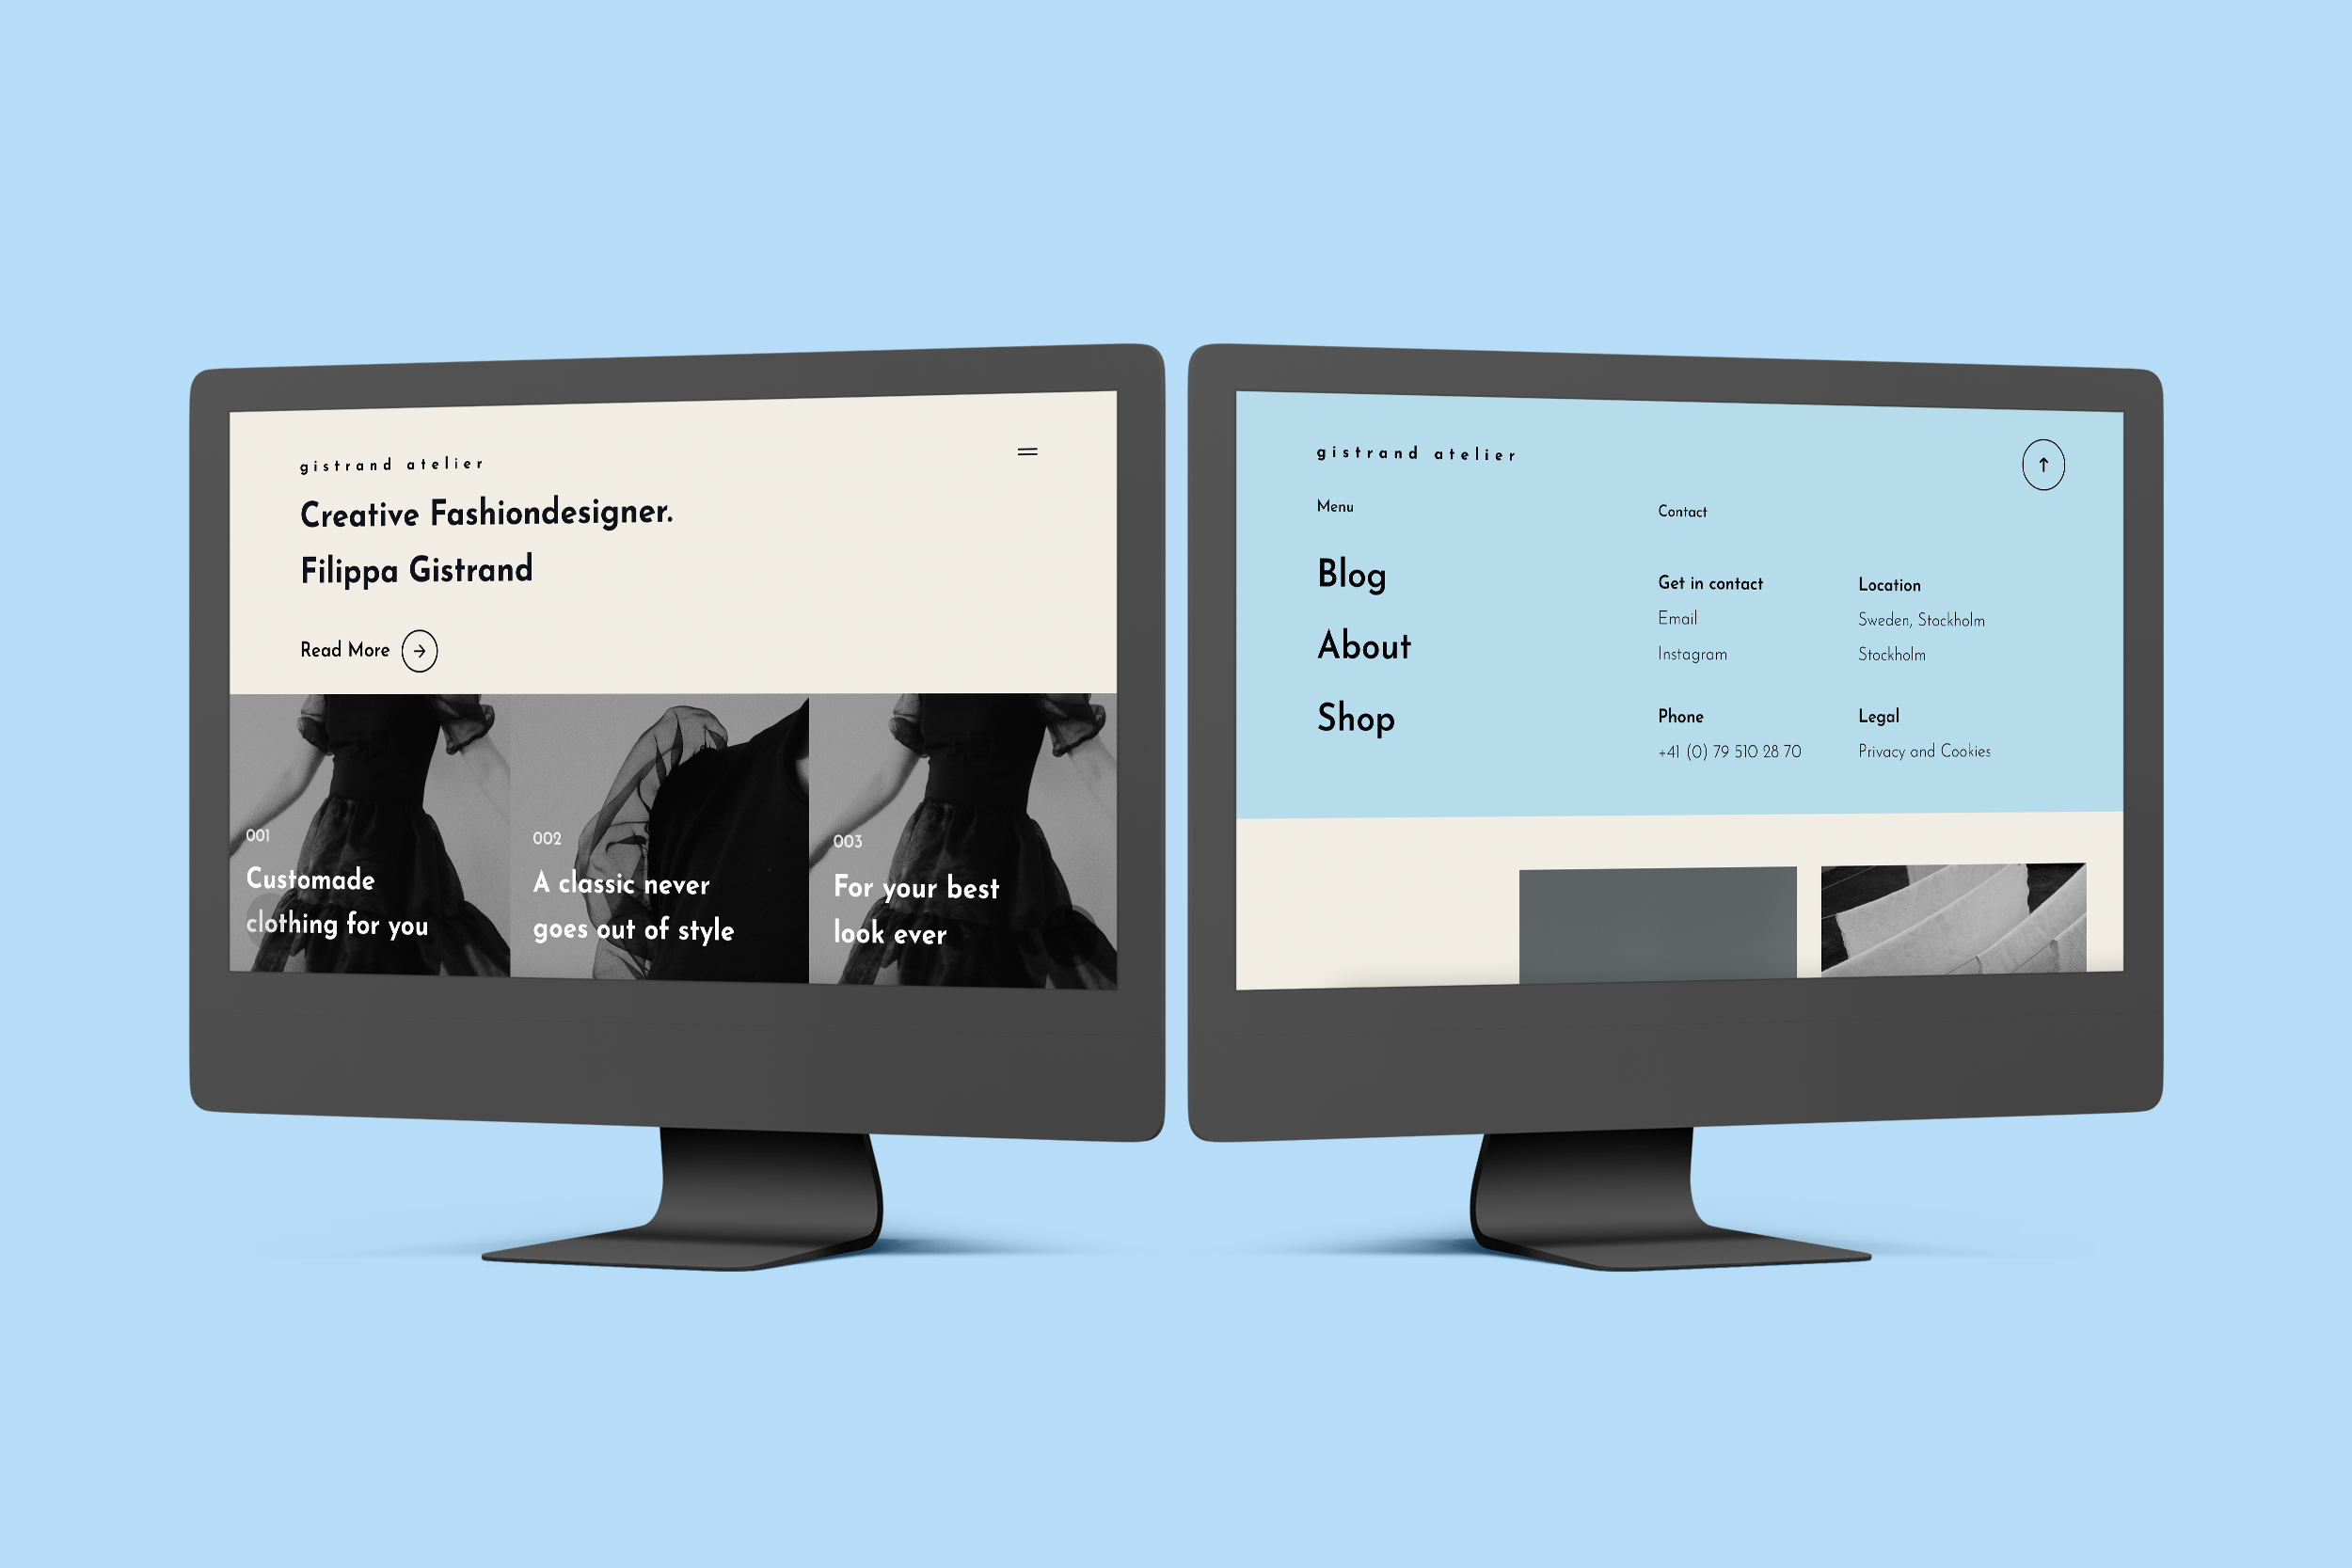 gistrand atelier
Creative Fashiondesigner.
Filippa Gistrand
Read More
001
Customade
clothing for you
002
A classic never
goes out of style
003
For your best
look ever
gistrand atelier
Menu
Blog
About
Shop
Contact
Get in contact
Email
Instagram
Phone
+41 (0) 79 510 28 70
Location
Sweden, Stockholm
Stockholm
Legal
Privacy and Cookies